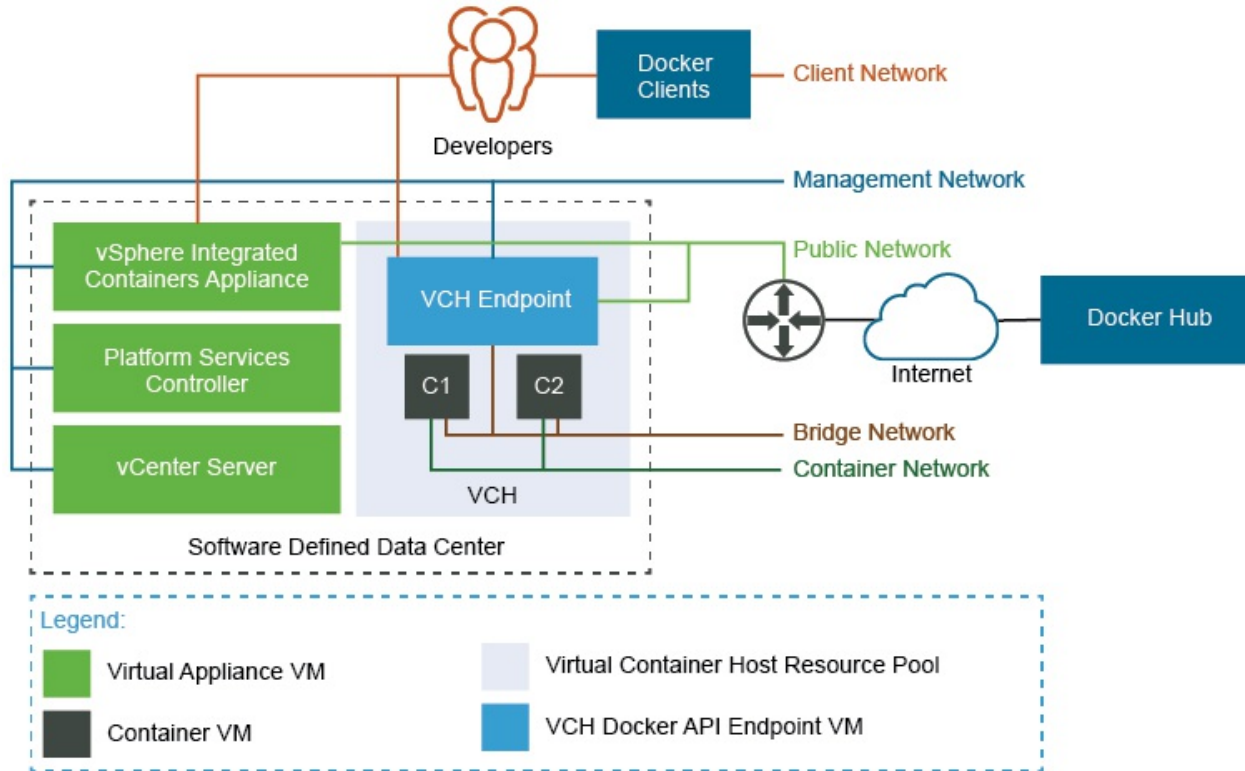 Docker
Clients
Client Network
Developers
Management Network
vSphere Integrated
Containers Appliance
Public Network
VCH Endpoint
Docker Hub
Platform Services
Controller
C1
C2
Internet
Bridge Network
vCenter Server
Container Network
VCH
Software Defined Data Center
Legend:
Virtual Appliance VM
Virtual Container Host Resource Pool
Container VM
VCH Docker API Endpoint VM